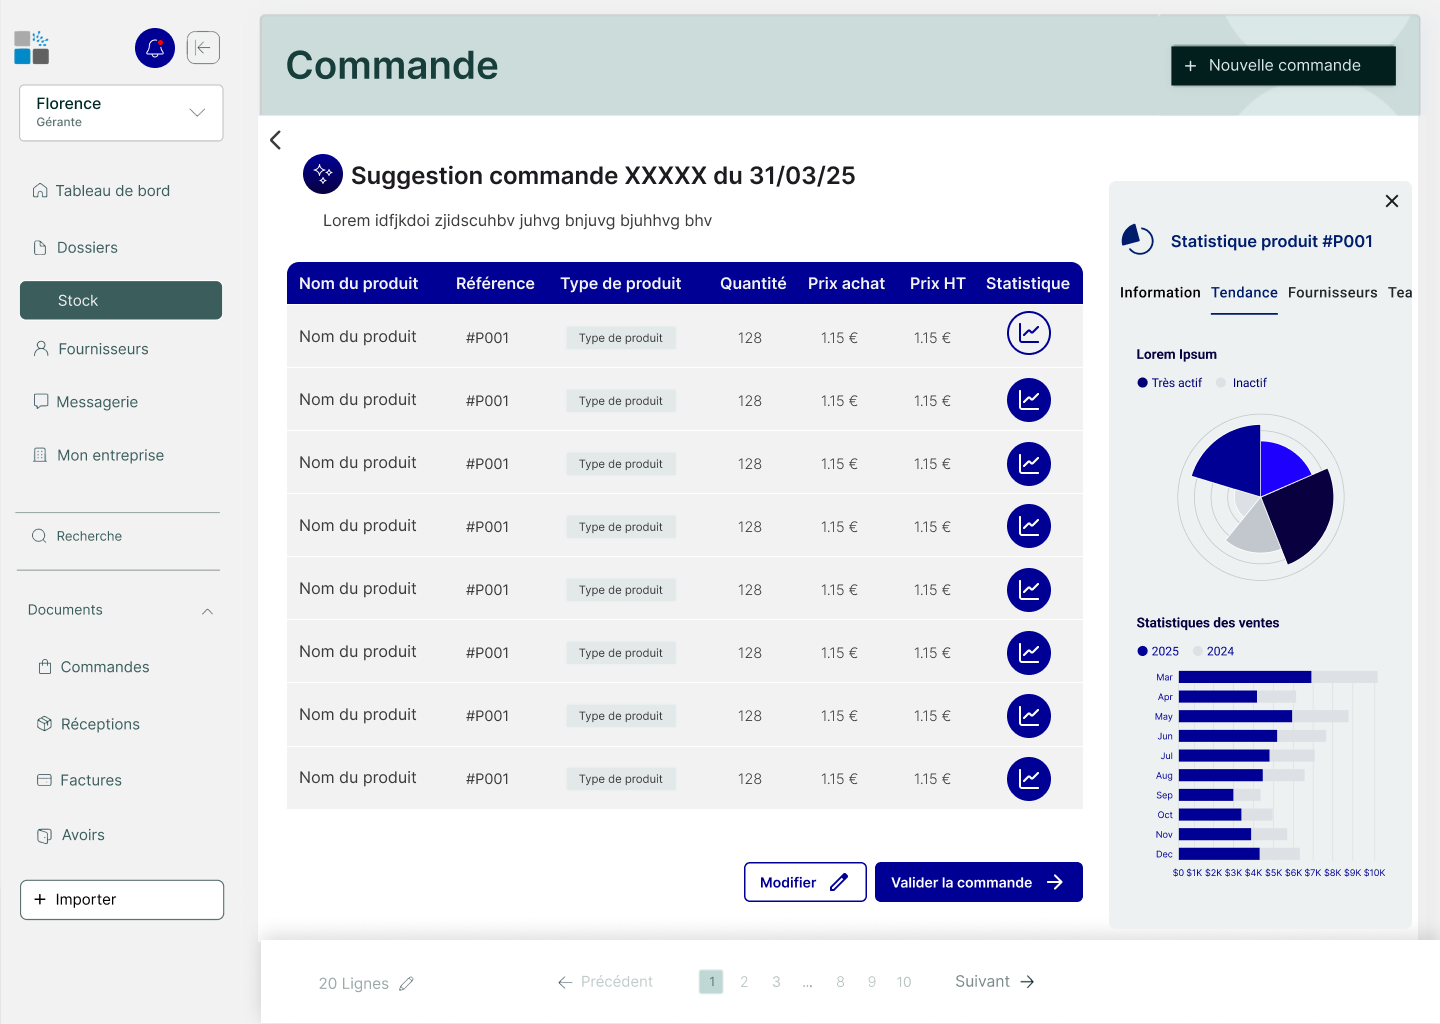 Florence
Gérante
Tableau de bord
Dossiers
Stock
Fournisseurs
Messagerie
Mon entreprise
Recherche
Documents
Commandes
Réceptions
Factures
Avoirs
+ Importer
Commande
+ Nouvelle commande
Suggestion commande XXXXX du 31/03/25
Lorem idfjkdoi zjidscuhbv juhvg bnjuvg bjuhhvg bhv
Nom du produit Référence Type de produit Quantité Prix achat Prix HT Statistique
Nom du produit #P001 Type de produit 128 1.15 € 1.15 €
Nom du produit #P001 Type de produit 128 1.15 € 1.15 €
Nom du produit #P001 Type de produit 128 1.15 € 1.15 €
Nom du produit #P001 Type de produit 128 1.15 € 1.15 €
Nom du produit #P001 Type de produit 128 1.15 € 1.15 €
Nom du produit #P001 Type de produit 128 1.15 € 1.15 €
Nom du produit #P001 Type de produit 128 1.15 € 1.15 €
Nom du produit #P001 Type de produit 128 1.15 € 1.15 €
Modifier
Valider la commande
Statistique produit #P001
Information Tendance Fournisseurs Tea
Lorem Ipsum
Très actif Inactif
Statistiques des ventes
2025 2024
Mar
Apr
May
Jun
Jul
Aug
Sep
Oct
Nov
Dec
$0 $1K $2K $3K $4K $5K $6K $7K $8K $9K $10K
20 Lignes
Précédent 1 2 3 ... 8 9 10 Suivant